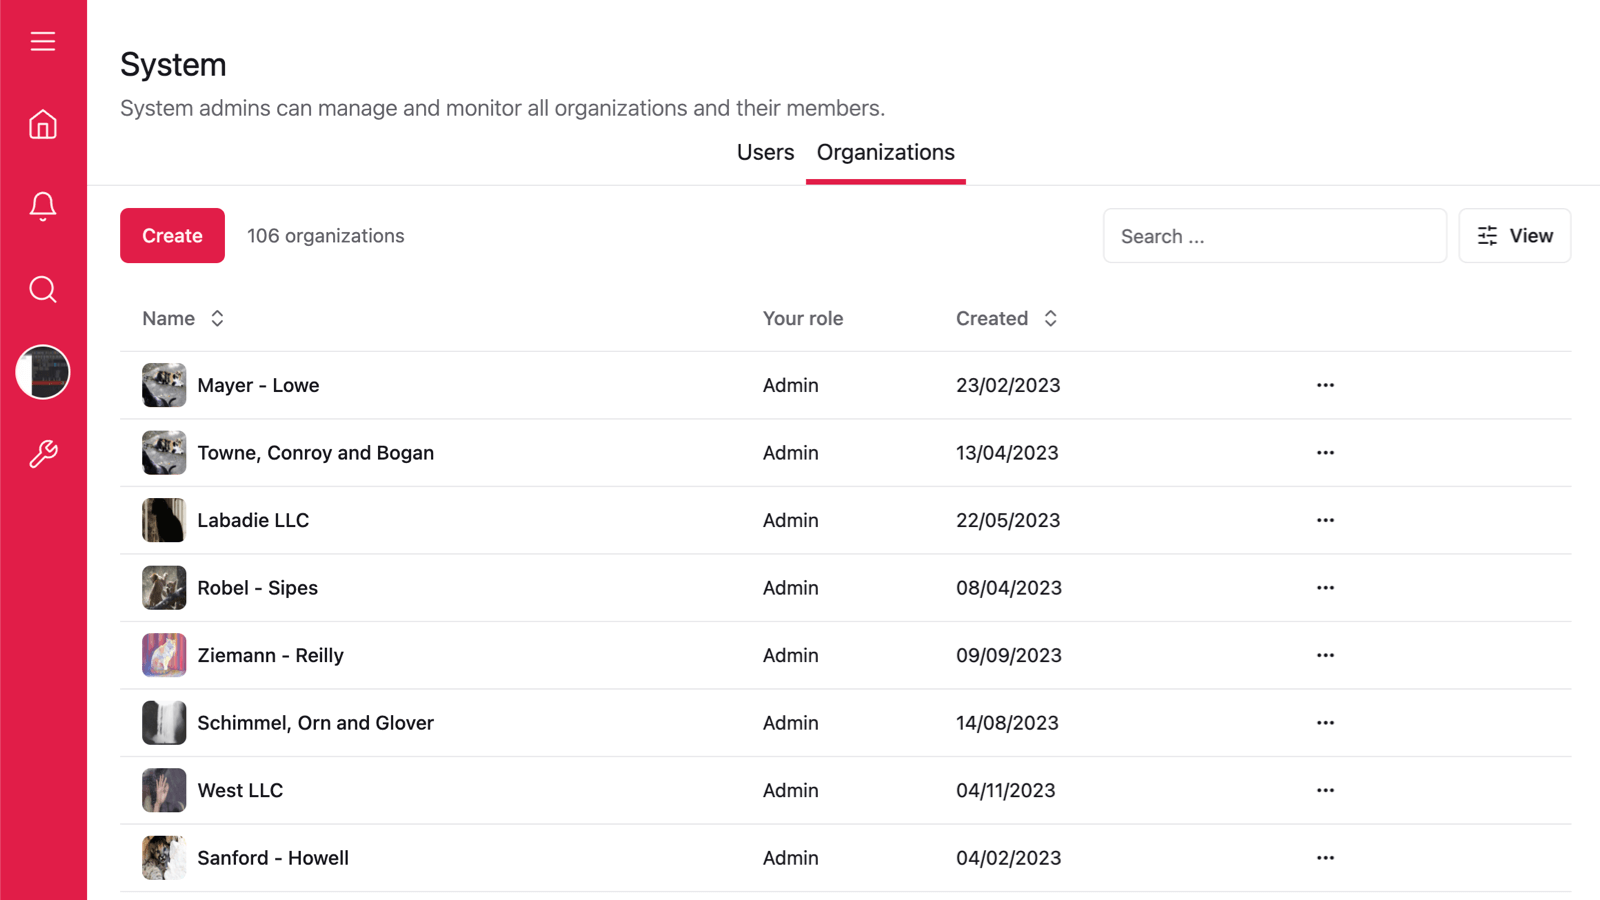 System
System admins can manage and monitor all organizations and their members.
Users Organizations
Create 106 organizations Search ... View
Name Your role Created
Mayer - Lowe Admin 23/02/2023
Towne, Conroy and Bogan Admin 13/04/2023
Labadie LLC Admin 22/05/2023
Robel - Sipes Admin 08/04/2023
Ziemann - Reilly Admin 09/09/2023
Schimmel, Orn and Glover Admin 14/08/2023
West LLC Admin 04/11/2023
Sanford - Howell Admin 04/02/2023